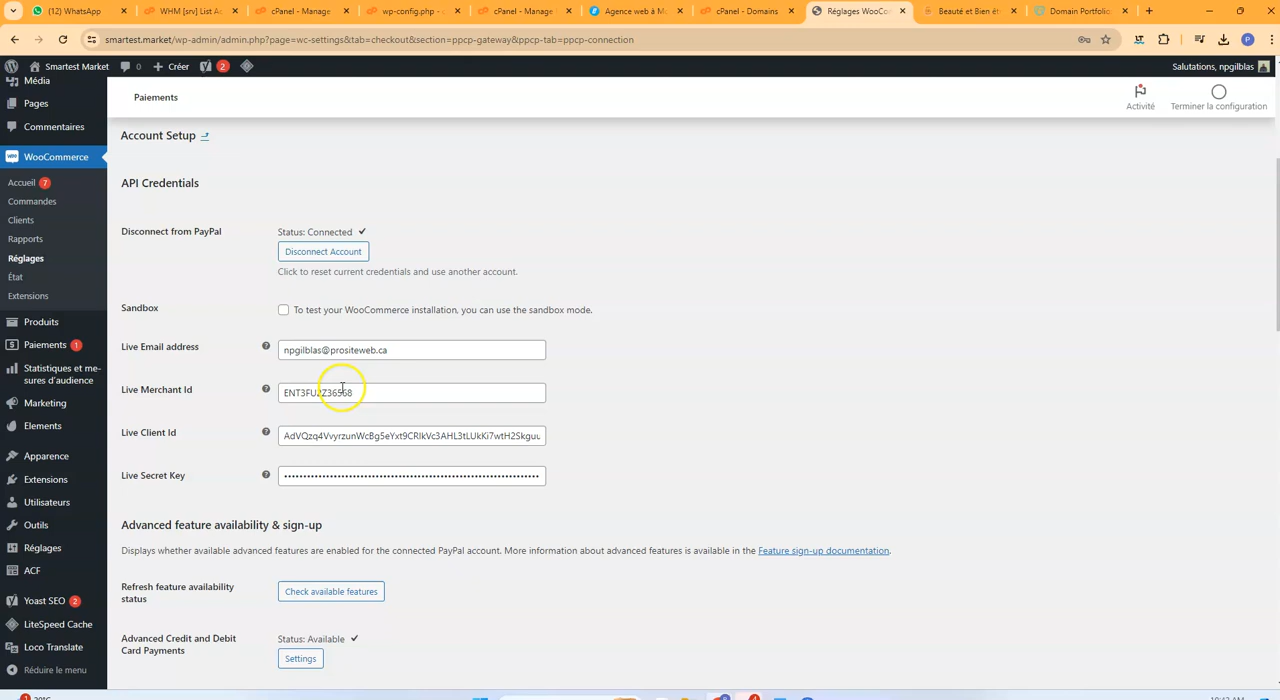 (12) WhatsApp
WHM [srv] List Ac
cPanel - Manage
wp-config.php - c
cPanel - Manage
Agence web à Mo
cPanel - Domains
Réglages WooCom
Beauté et Bien êt
Domain Portfolio
smartest.market/wp-admin/admin.php?page=wc-settings&tab=checkout&section=ppcp-gateway&ppcp-tab=ppcp-connection
Smartest Market
0
Créer
2
Salutations, npgilblas
Média
Pages
Commentaires
WooCommerce
Accueil 7
Commandes
Clients
Rapports
Réglages
État
Extensions
Produits
Paiements 1
Statistiques et me-
sures d'audience
Marketing
Elements
Apparence
Extensions
Utilisateurs
Outils
Réglages
ACF
Yoast SEO 2
LiteSpeed Cache
Loco Translate
Réduire le menu
Paiements
Activité
Terminer la configuration
Account Setup
API Credentials
Disconnect from PayPal
Status: Connected ✔
Disconnect Account
Click to reset current credentials and use another account.
Sandbox
To test your WooCommerce installation, you can use the sandbox mode.
Live Email address
npgilblas@prositeweb.ca
Live Merchant Id
Live Client Id
Live Secret Key
Advanced feature availability & sign-up
Displays whether available advanced features are enabled for the connected PayPal account. More information about advanced features is available in the Feature sign-up documentation.
Refresh feature availability
status
Check available features
Advanced Credit and Debit
Card Payments
Status: Available ✔
Settings